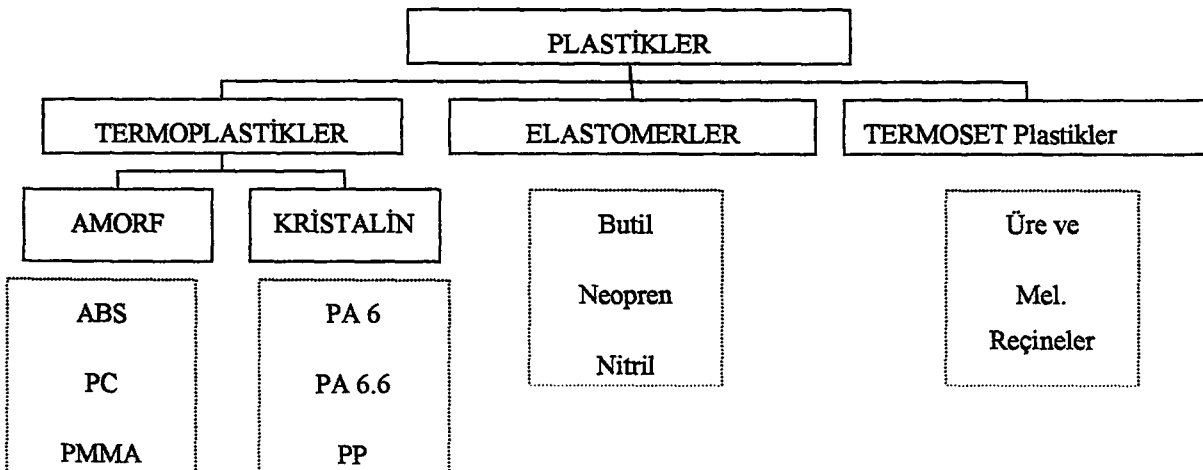 PLASTİKLER
TERMOPLASTİKLER
ELASTOMERLER
TERMOSET Plastikler
AMORF
KRİSTALİN
ABS
PC
PMMA
PA 6
PA 6.6
PP
Butil
Neopren
Nitril
Üre ve
Mel.
Reçineler